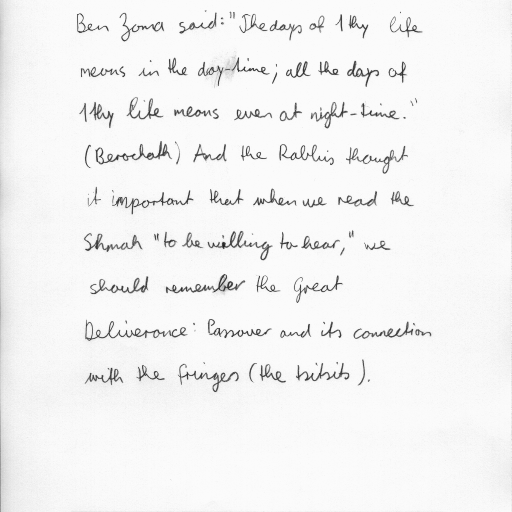 Ben Zoma said: "The days of 1thy life
means in the day-time; all the days of
1thy life means even at night-time."
(Berochoth) And the Rabbis thought
it important that when we read the
Shmah "to be willing to hear," we
should remember the Great
Deliverance: Passover and its connection
with the fringes (the tsitsits).